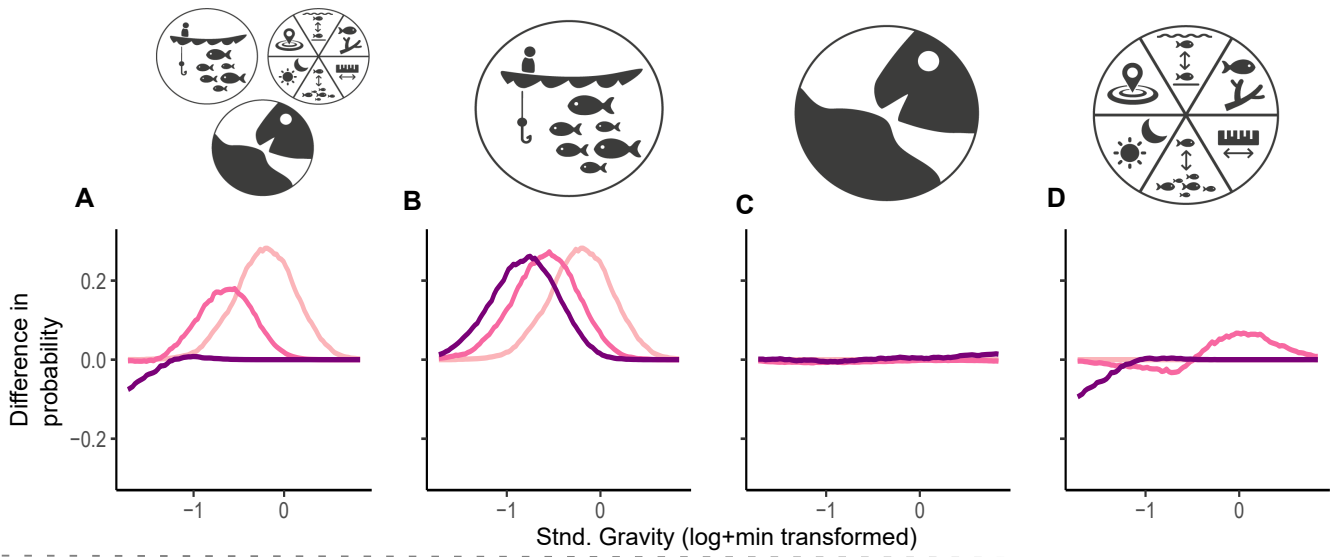 A
B
C
D
Difference in
probability
0.2
0.0
−0.2
−1
0
−1
0
−1
0
−1
0
Stnd. Gravity (log+min transformed)